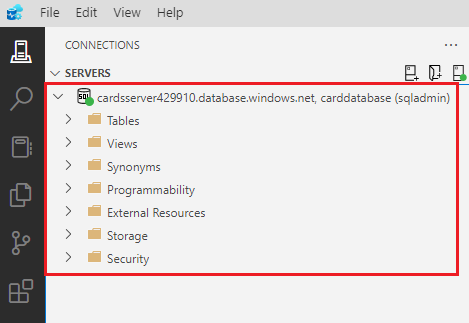 File Edit View Help
CONNECTIONS
SERVERS
SQL
cardsserver429910.database.windows.net, carddatabase (sqladmin)
Tables
Views
Synonyms
Programmability
External Resources
Storage
Security